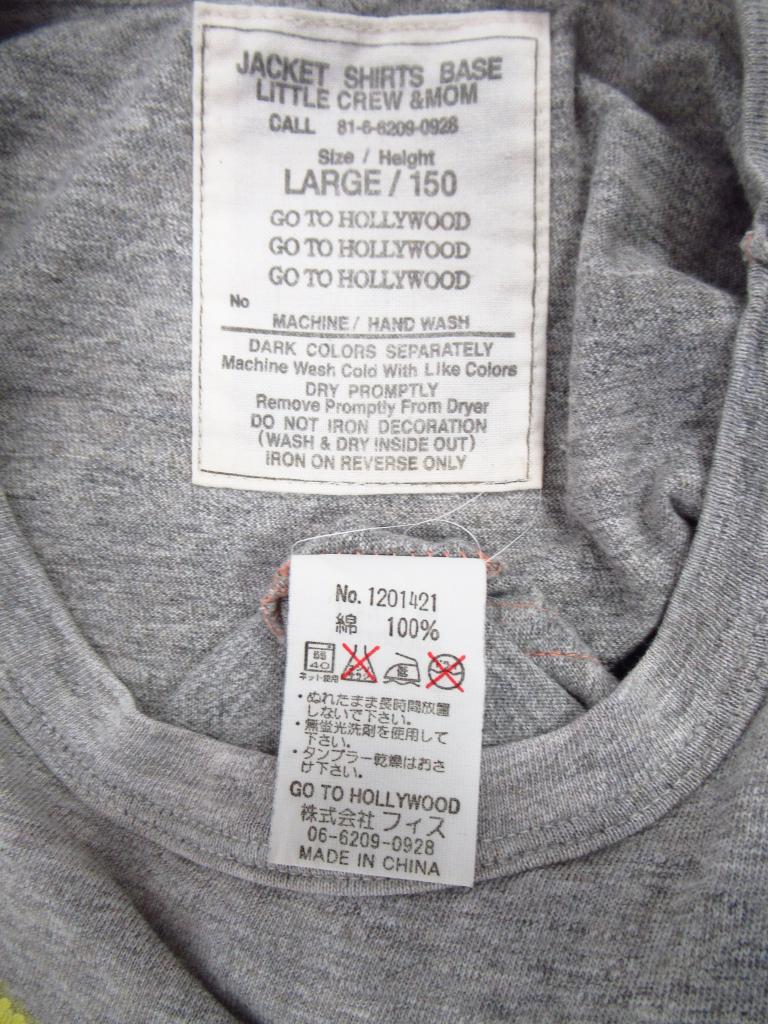 JACKET SHIRTS BASE
LITTLE CREW & MOM
CALL 81-6-6209-0928
Size / Height
LARGE / 150
GO TO HOLLYWOOD
GO TO HOLLYWOOD
GO TO HOLLYWOOD
No
MACHINE / HAND WASH
DARK COLORS SEPARATELY
Machine Wash Cold With Like Colors
DRY PROMPTLY
Remove Promptly From Dryer
DO NOT IRON DECORATION
(WASH & DRY INSIDE OUT)
IRON ON REVERSE ONLY
No. 1201421
綿 100%
40
ネット使用
・ぬれたまま長時間放置
しないで下さい。
・無蛍光洗剤を使用して
下さい。
・タンブラー乾燥はおさ
け下さい。
GO TO HOLLYWOOD
株式会社 フィス
06-6209-0928
MADE IN CHINA